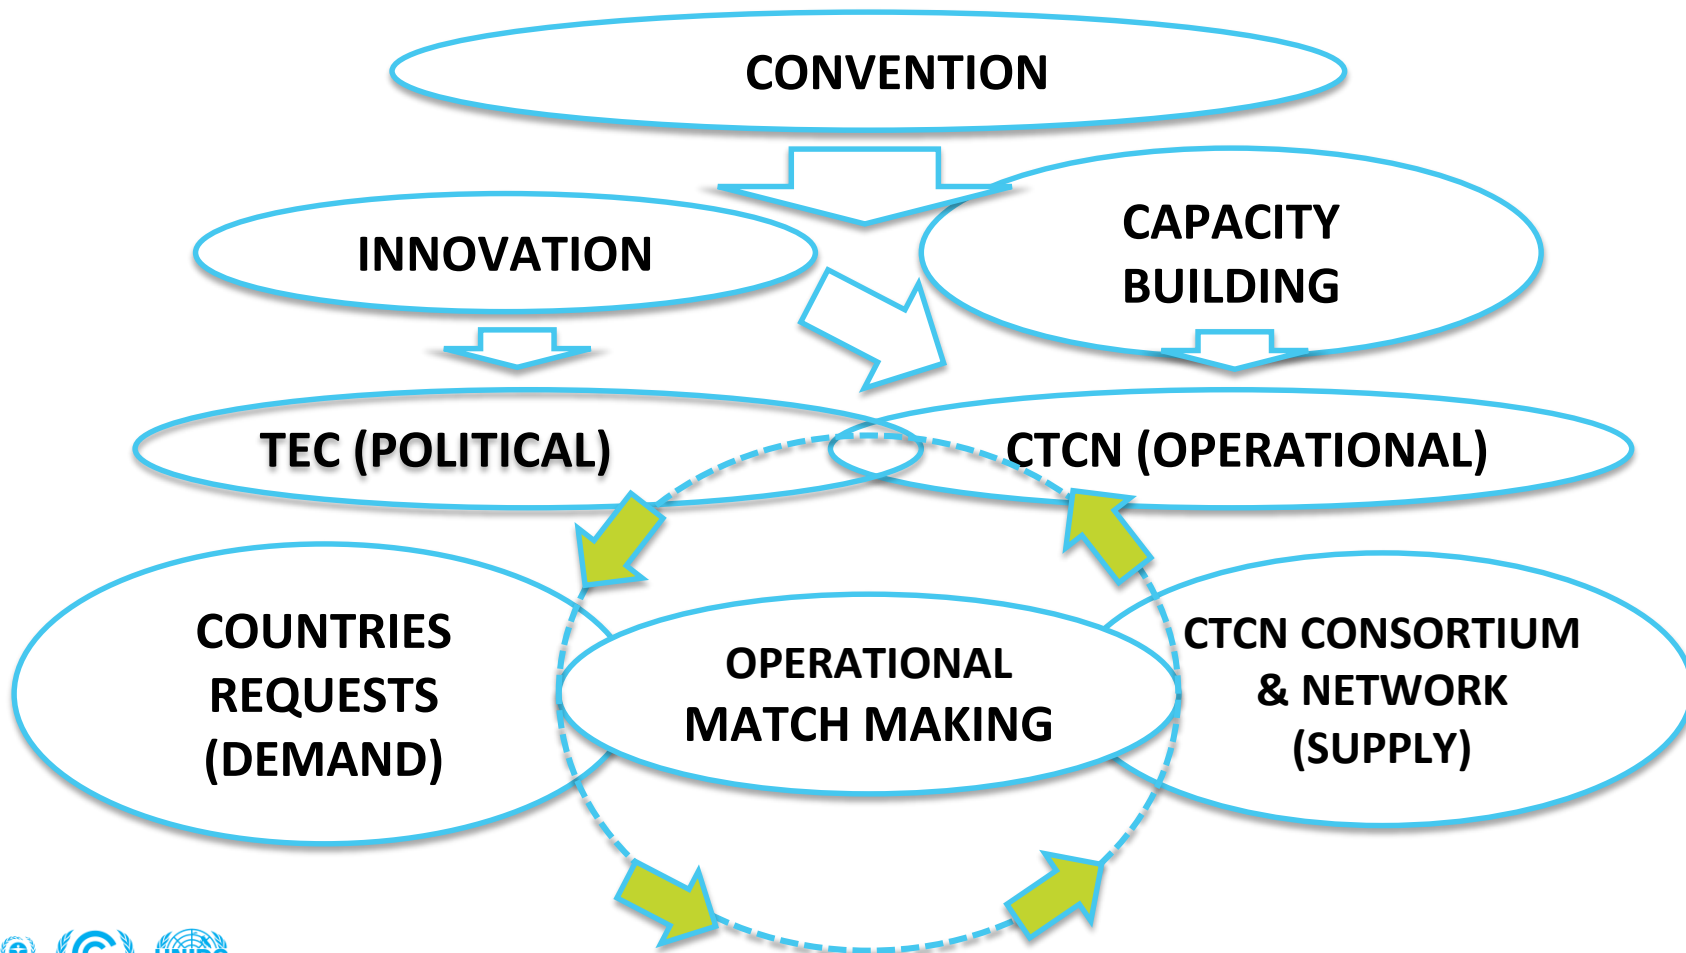 CONVENTION
INNOVATION
CAPACITY
BUILDING
TEC (POLITICAL)
CTCN (OPERATIONAL)
COUNTRIES
REQUESTS
(DEMAND)
OPERATIONAL
MATCH MAKING
CTCN CONSORTIUM
& NETWORK
(SUPPLY)